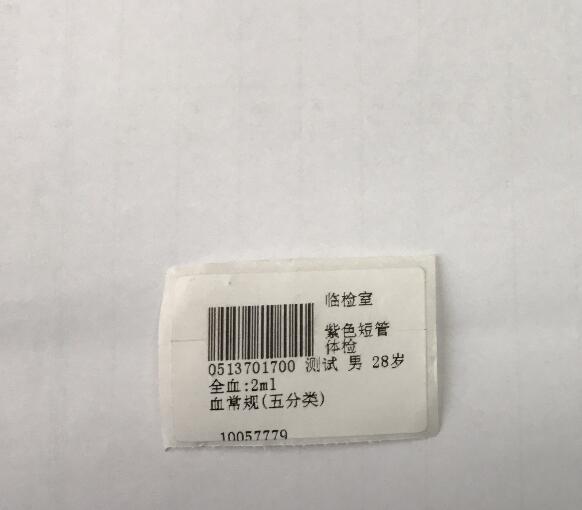 临检室
紫色短管
体检
0513701700 测试 男 28岁
全血:2ml
血常规(五分类)
10057779